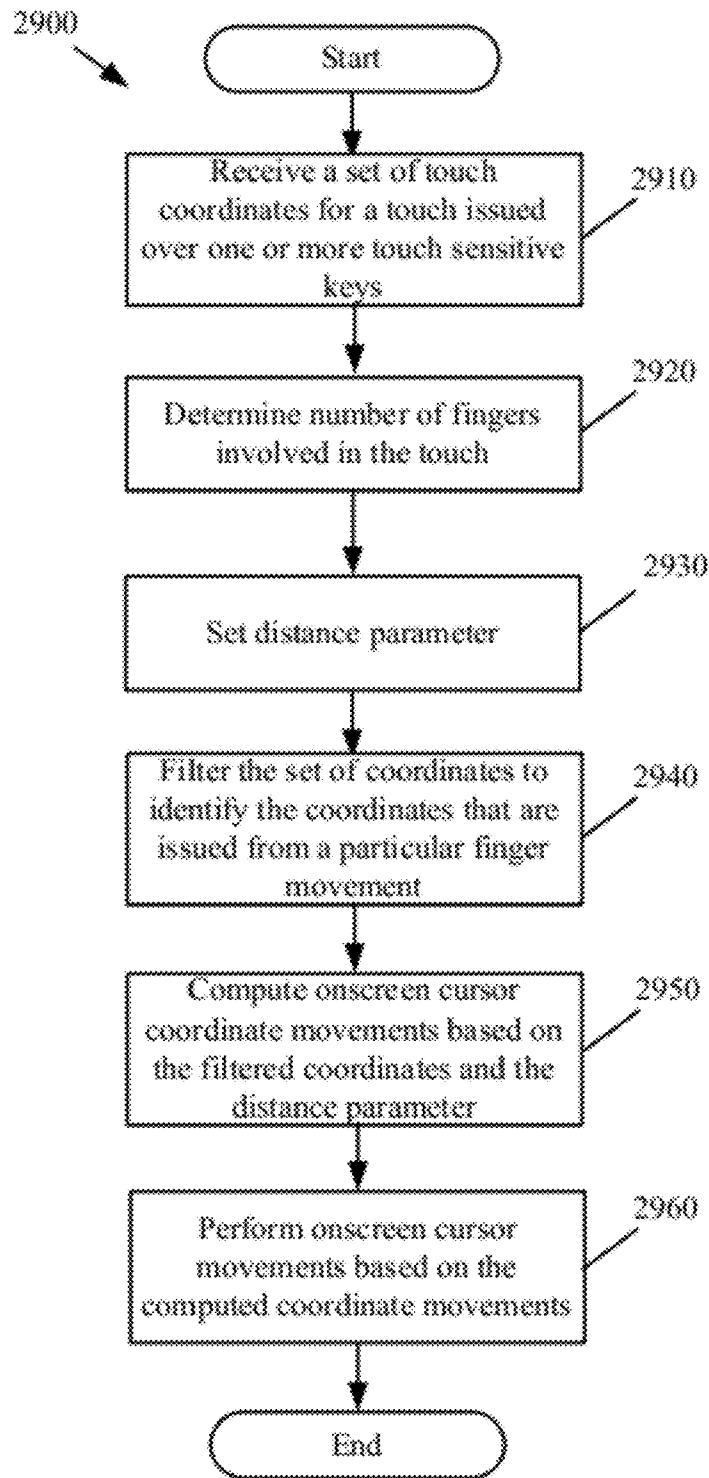 2900
Start
Receive a set of touch
coordinates for a touch issued
over one or more touch sensitive
keys
2910
Determine number of fingers
involved in the touch
2920
Set distance parameter
2930
Filter the set of coordinates to
identify the coordinates that are
issued from a particular finger
movement
2940
Compute onscreen cursor
coordinate movements based on
the filtered coordinates and the
distance parameter
2950
Perform onscreen cursor
movements based on the
computed coordinate movements
2960
End